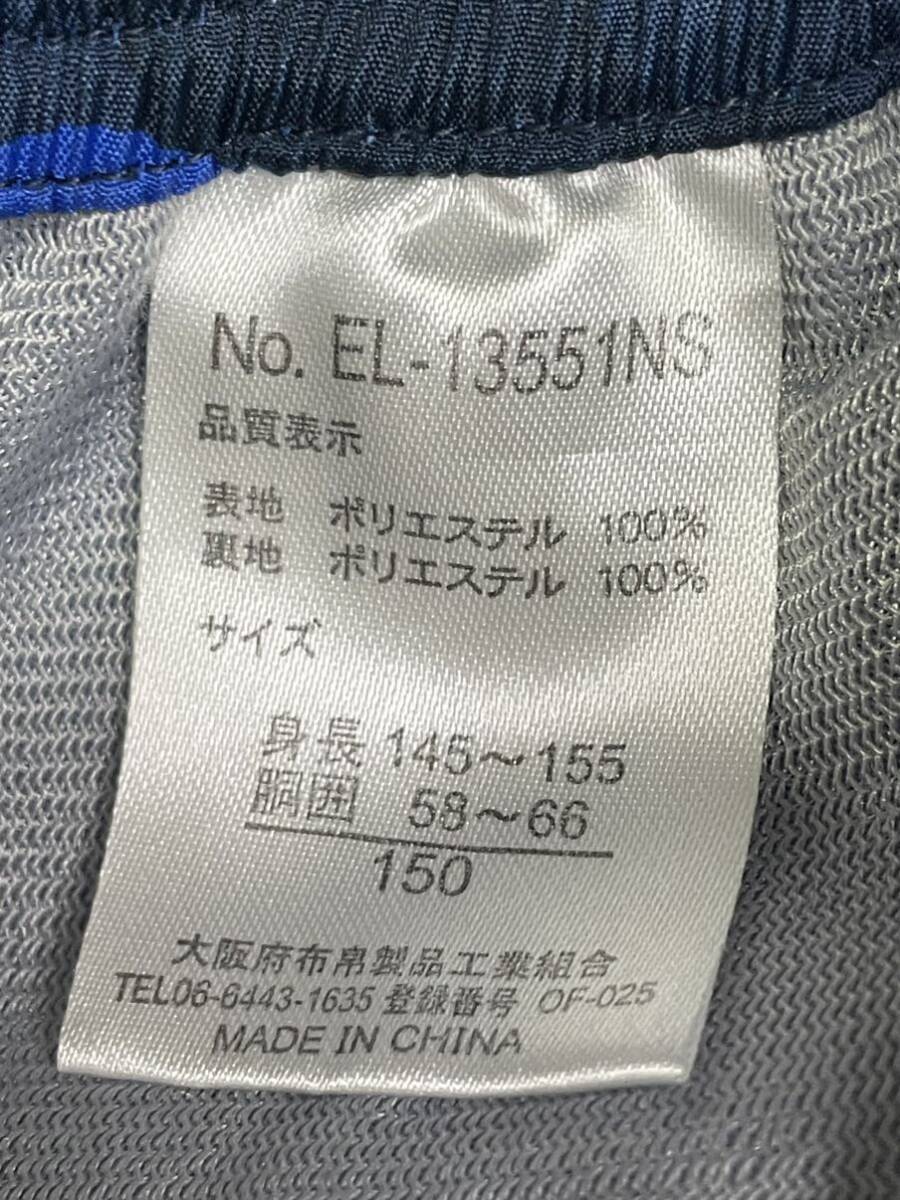 No. EL-13551NS
品質表示
表地 ポリエステル 100%
裏地 ポリエステル 100%
サイズ
身長 145～155
胴囲 58～66
150
大阪府布帛製品工業組合
TEL06-6443-1635 登録番号 OF-025
MADE IN CHINA